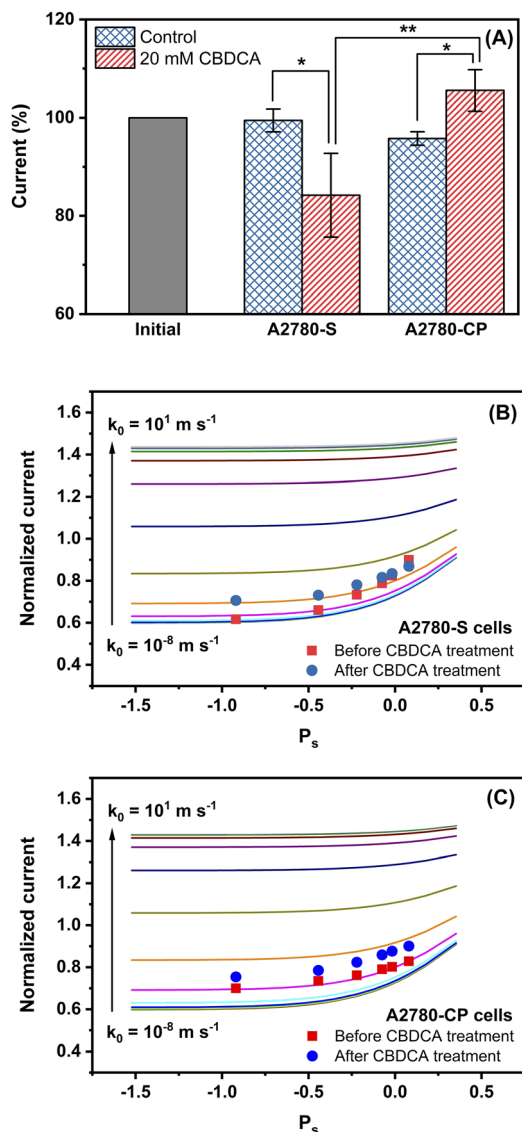 (A)
Control
20 mM CBDCA
*
**
*
Current (%)
120
100
80
60
Initial
A2780-S
A2780-CP
(B)
k₀ = 10¹ m s⁻¹
k₀ = 10⁻⁸ m s⁻¹
Normalized current
1.6
1.4
1.2
1.0
0.8
0.6
0.4
A2780-S cells
Before CBDCA treatment
After CBDCA treatment
-1.5 -1.0 -0.5 0.0 0.5
Pₛ
(C)
k₀ = 10¹ m s⁻¹
k₀ = 10⁻⁸ m s⁻¹
Normalized current
1.6
1.4
1.2
1.0
0.8
0.6
0.4
A2780-CP cells
Before CBDCA treatment
After CBDCA treatment
-1.5 -1.0 -0.5 0.0 0.5
Pₛ